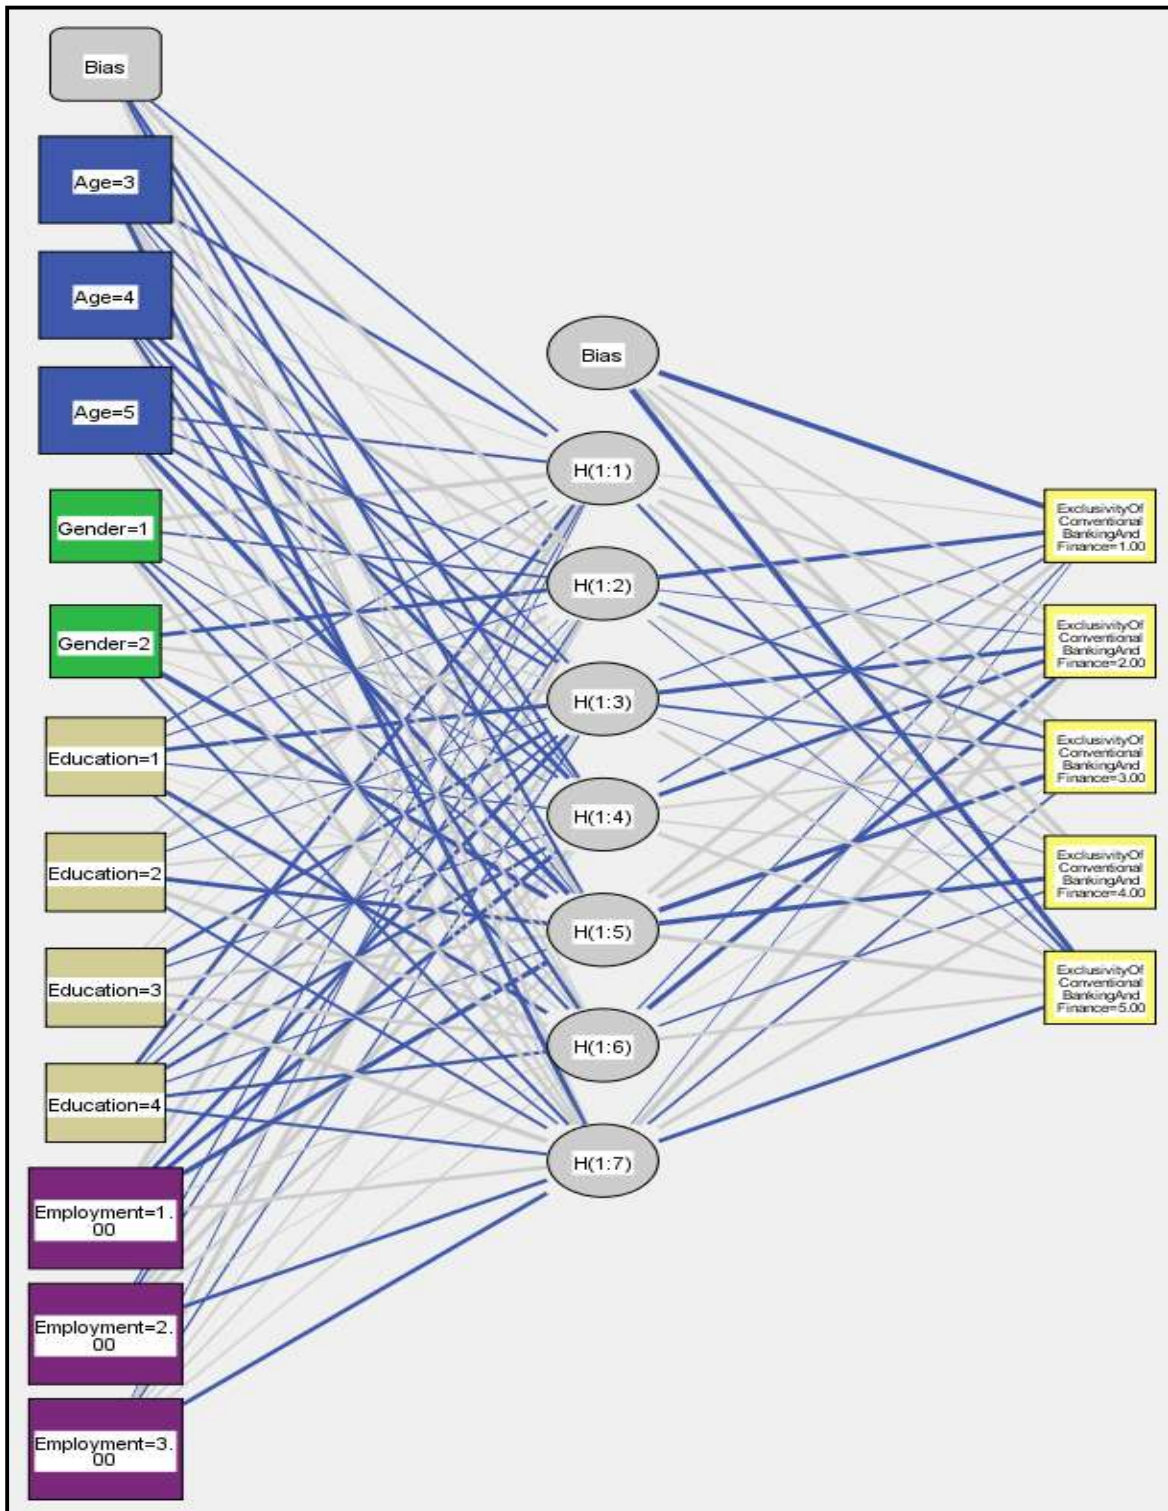 Bias
Age=3
Age=4
Age=5
Gender=1
Gender=2
Education=1
Education=2
Education=3
Education=4
Employment=1.
00
Employment=2.
00
Employment=3.
00
Bias
H(1:1)
H(1:2)
H(1:3)
H(1:4)
H(1:5)
H(1:6)
H(1:7)
ExclusivityOf
Conventional
BankingAnd
Finance=1.00
ExclusivityOf
Conventional
BankingAnd
Finance=2.00
ExclusivityOf
Conventional
BankingAnd
Finance=3.00
ExclusivityOf
Conventional
BankingAnd
Finance=4.00
ExclusivityOf
Conventional
BankingAnd
Finance=5.00